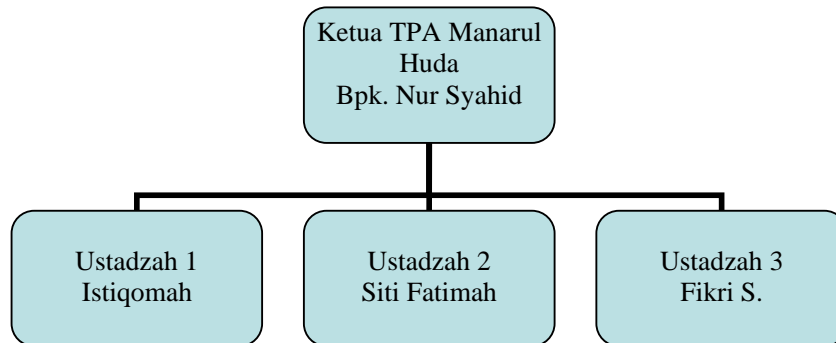 Ketua TPA Manarul
Huda
Bpk. Nur Syahid
Ustadzah 1
Istiqomah
Ustadzah 2
Siti Fatimah
Ustadzah 3
Fikri S.